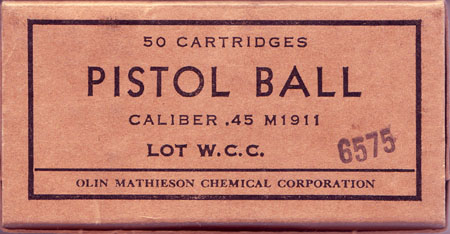 50 CARTRIDGES
PISTOL BALL
CALIBER .45 M1911
LOT W.C.C. 6575
OLIN MATHIESON CHEMICAL CORPORATION